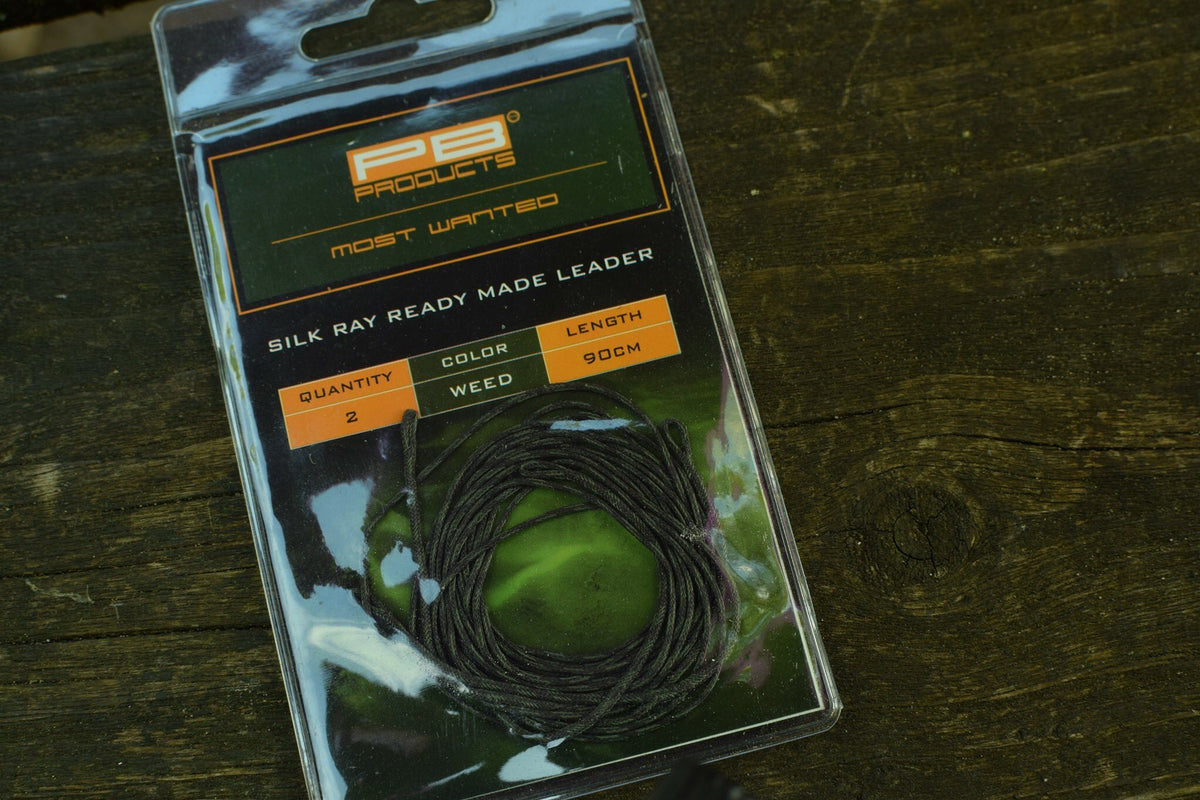 PB
PRODUCTS
MOST WANTED
SILK RAY READY MADE LEADER
QUANTITY COLOR LENGTH
2 WEED 90CM